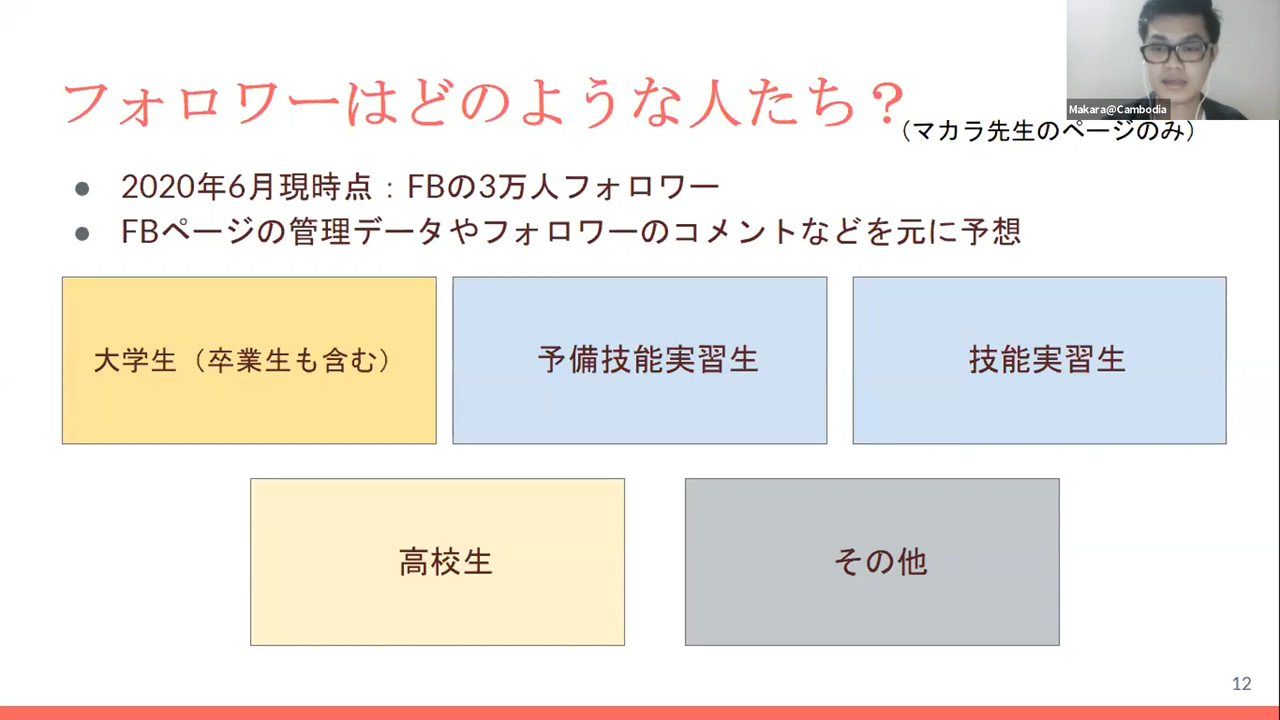 フォロワーはどのような人たち？
Makara@Cambodia
（マカラ先生のページのみ）
● 2020年6月現時点：FBの3万人フォロワー
● FBページの管理データやフォロワーのコメントなどを元に予想
大学生（卒業生も含む）
予備技能実習生
技能実習生
高校生
その他
12